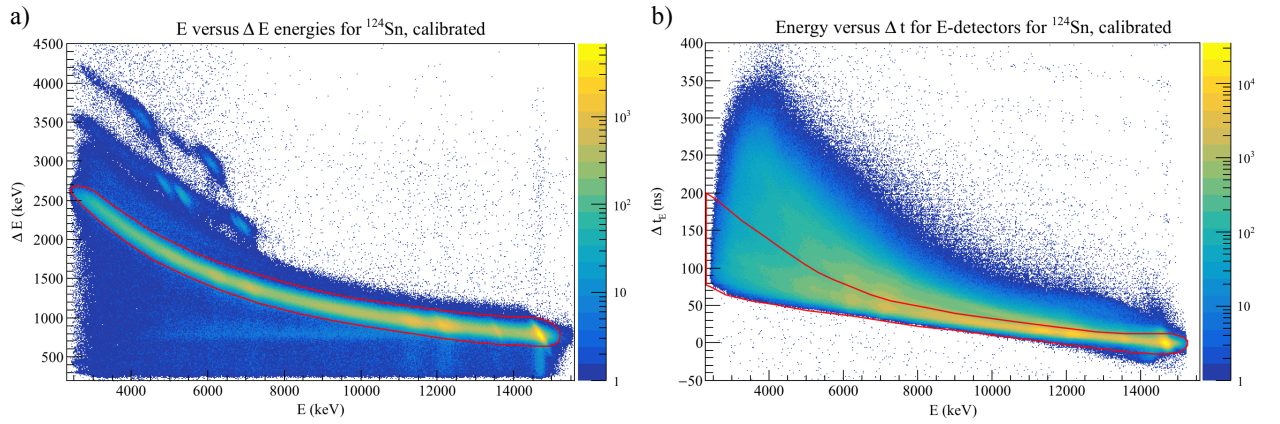 a)
E versus Δ E energies for ¹²⁴Sn, calibrated
4500
4000
3500
3000
2500
2000
1500
1000
500
Δ E (keV)
4000 6000 8000 10000 12000 14000
E (keV)
10³
10²
10
1
b)
Energy versus Δ t for E-detectors for ¹²⁴Sn, calibrated
400
350
300
250
200
150
100
50
0
−50
Δ t_E (ns)
4000 6000 8000 10000 12000 14000
E (keV)
10⁴
10³
10²
10
1